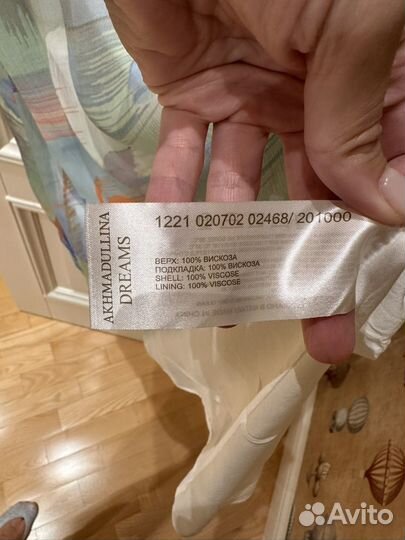 AKHMADULLINA
DREAMS
1221 020702 02468/ 201000
ВЕРХ: 100% ВИСКОЗА
ПОДКЛАДКА: 100% ВИСКОЗА
SHELL: 100% VISCOSE
LINING: 100% VISCOSE
Avito